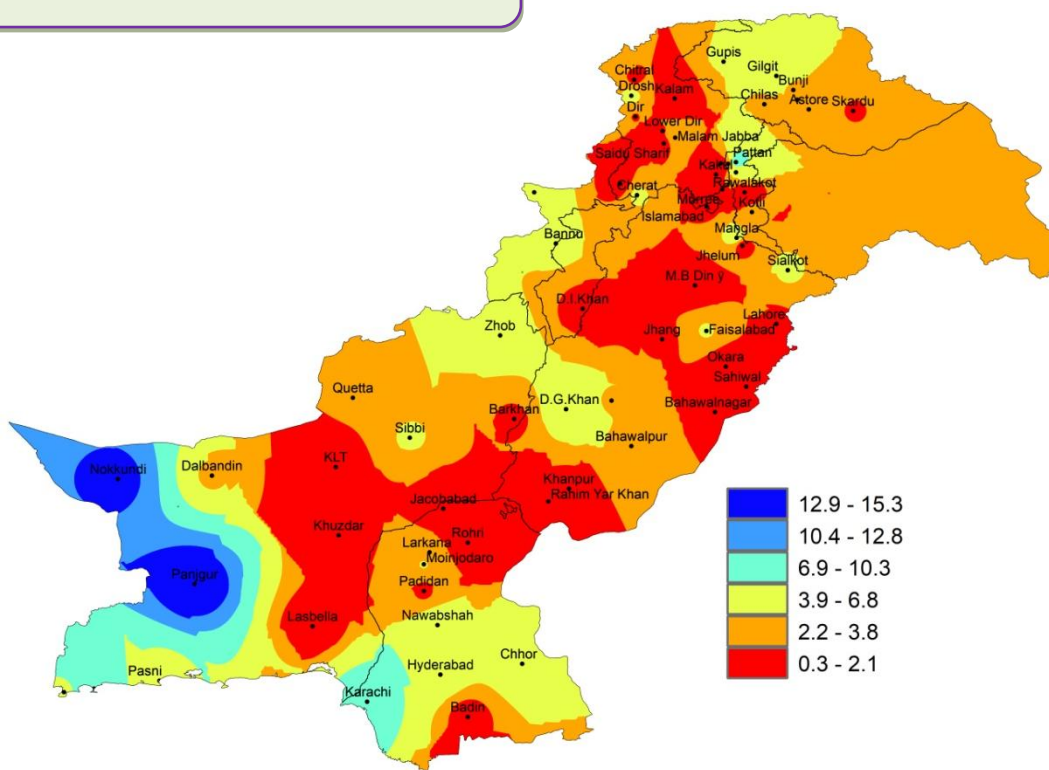 Gupis
Gilgit
Bunji
Chitral
Drosh
Kalam
Chilas
Astore
Skardu
Dir
Lower Dir
Malam Jabba
Saidu Sharif
Pattan
Cherat
Rawalakot
Murree
Kotli
Islamabad
Mangla
Bannu
Jhelum
Sialkot
M.B Din y
D.I.Khan
Lahore
Zhob
Jhang
Faisalabad
Okara
Sahiwal
Quetta
D.G.Khan
Bahawalnagar
Barkhan
Sibbi
Bahawalpur
KLT
Nokkundi
Dalbandin
Khanpur
Rahim Yar Khan
Jacobabad
Khuzdar
Rohri
Larkana
Moinjodaro
Panjgur
Padidan
Lasbella
Nawabshah
Chhor
Hyderabad
Pasni
Karachi
Badin
12.9 - 15.3
10.4 - 12.8
6.9 - 10.3
3.9 - 6.8
2.2 - 3.8
0.3 - 2.1